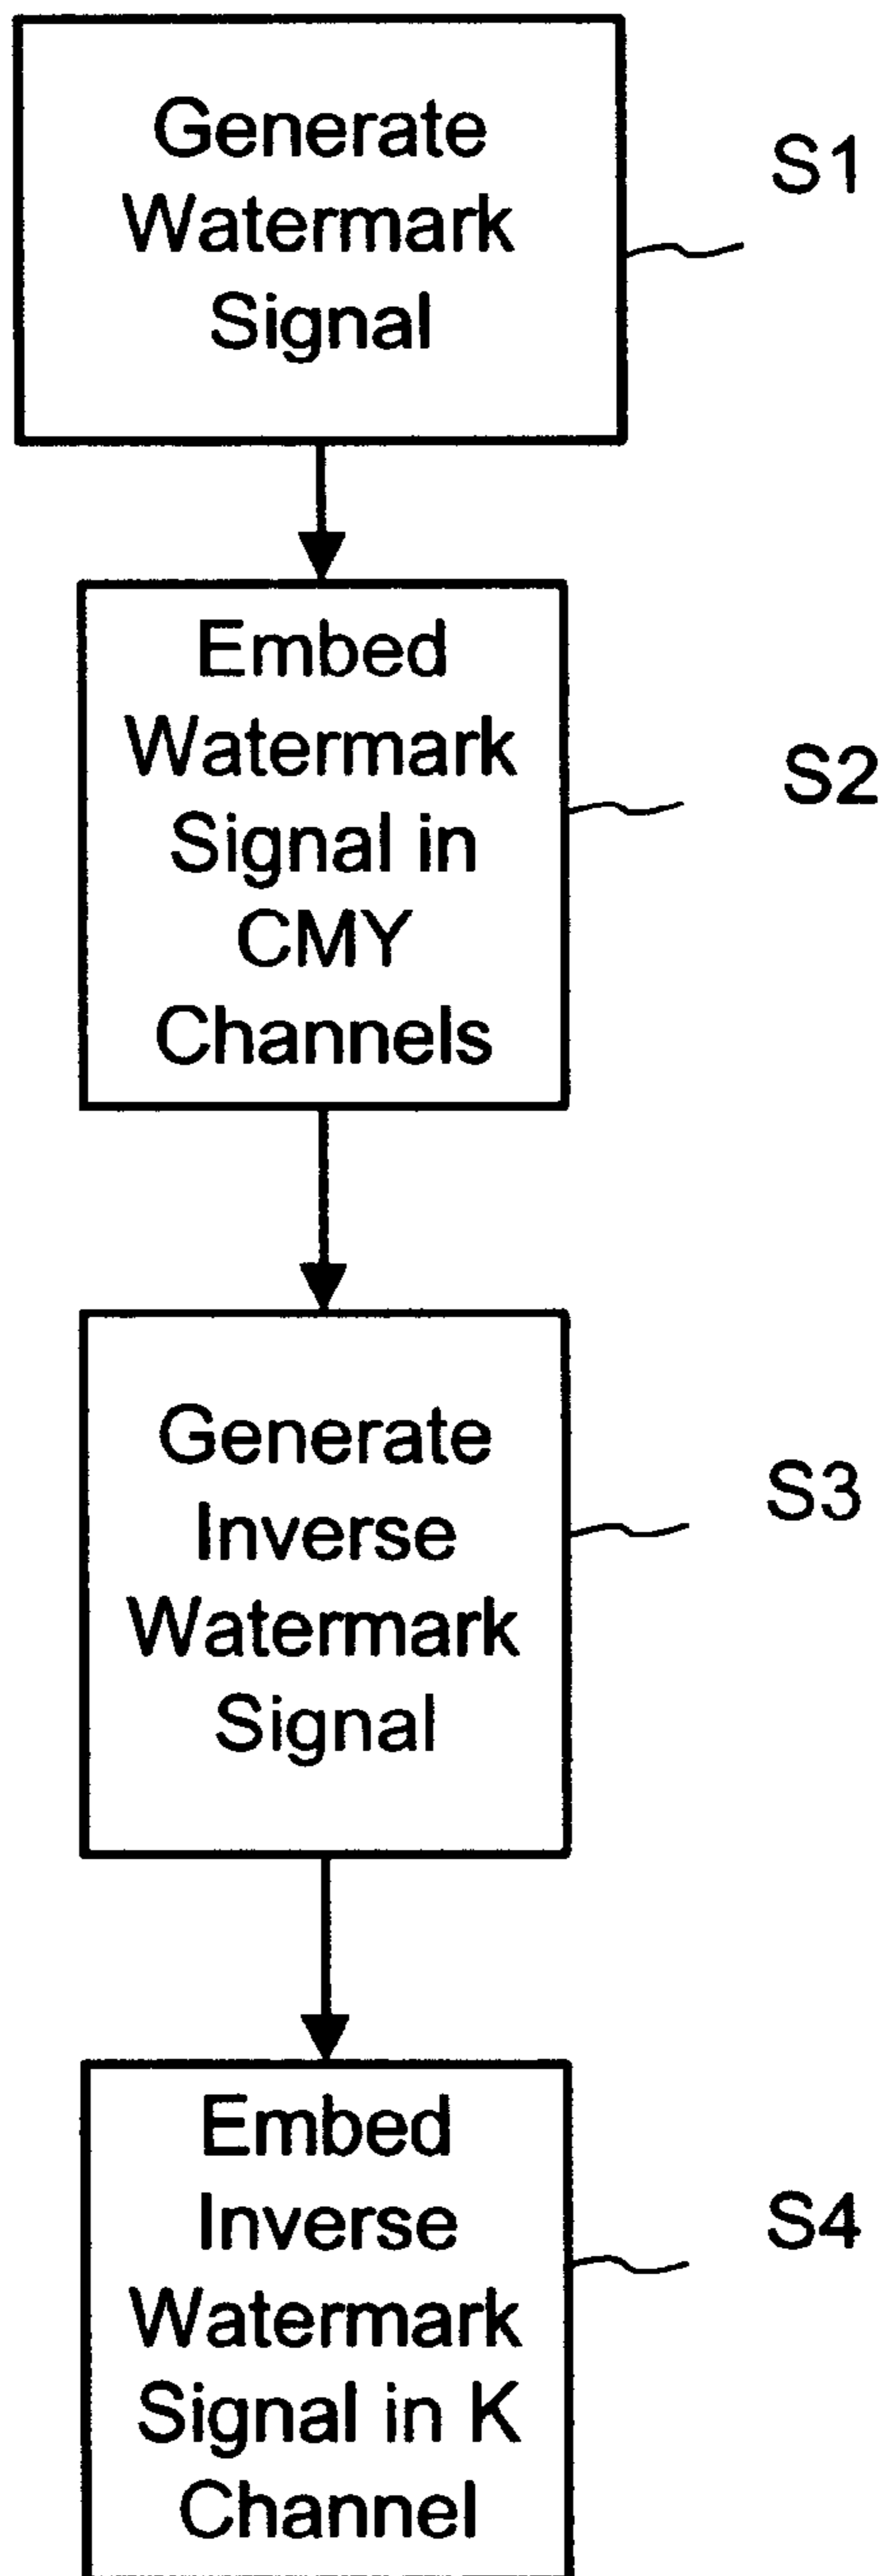 Generate
Watermark
Signal
S1
Embed
Watermark
Signal in
CMY
Channels
S2
Generate
Inverse
Watermark
Signal
S3
Embed
Inverse
Watermark
Signal in K
Channel
S4